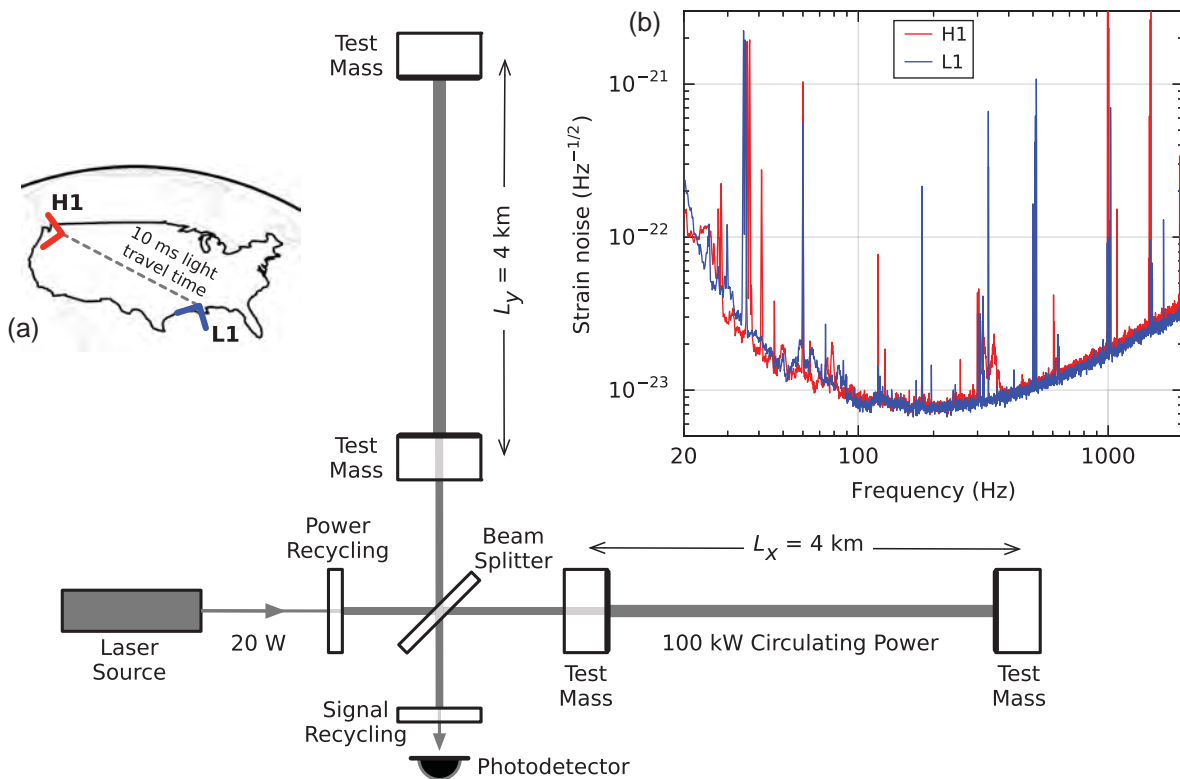 (a)
H1
10 ms light
travel time
L1
Test
Mass
Ly = 4 km
Test
Mass
Power
Recycling
Beam
Splitter
Laser
Source
20 W
Lx = 4 km
100 kW Circulating Power
Test
Mass
Test
Mass
Signal
Recycling
Photodetector
(b)
H1
L1
Strain noise (Hz−1/2)
10−21
10−22
10−23
20
100
1000
Frequency (Hz)